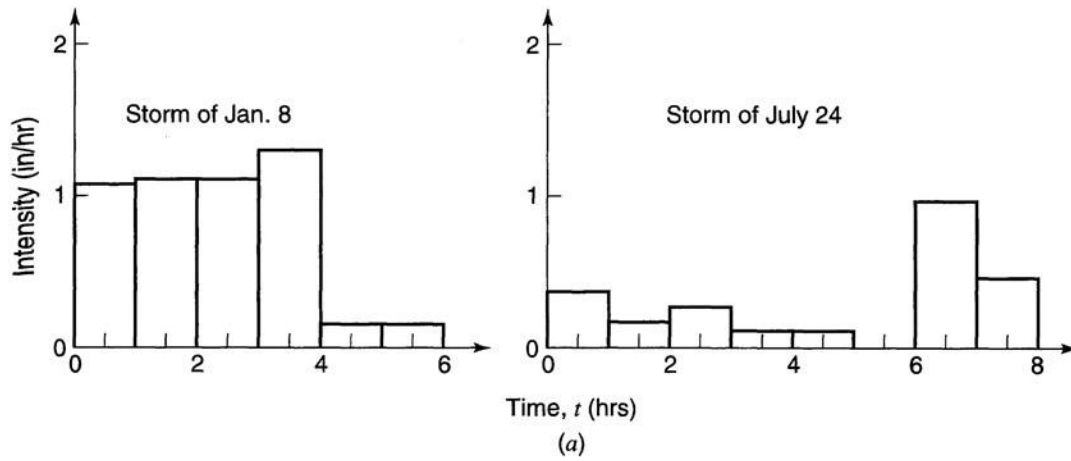 Intensity (in/hr)
2
1
0
Storm of Jan. 8
0 2 4 6
2
1
0
Storm of July 24
0 2 4 6 8
Time, t (hrs)
(a)